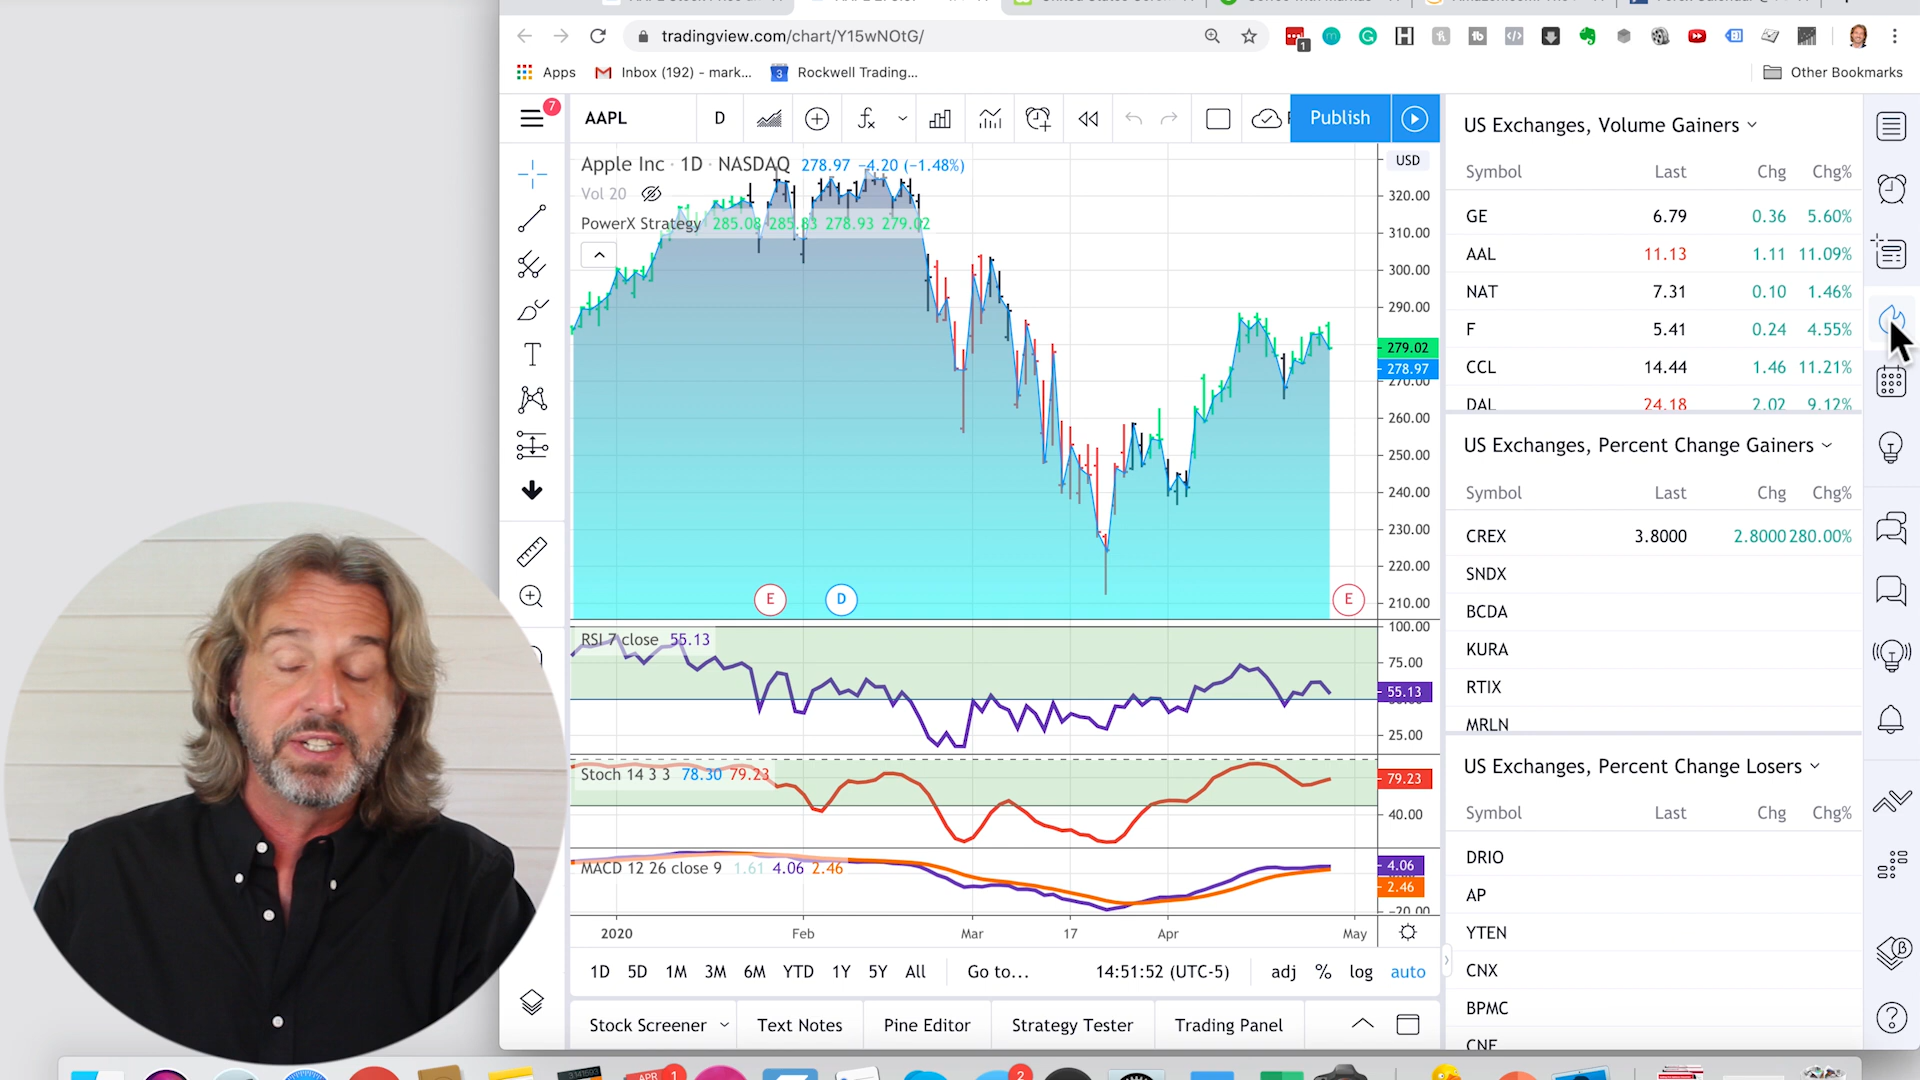 tradingview.com/chart/Y15wNOtG/
1
Apps
Inbox (192) - mark...
3
Rockwell Trading...
Other Bookmarks
7
AAPL
D
Publish
Apple Inc · 1D · NASDAQ 278.97 −4.20 (−1.48%)
Vol 20
PowerX Strategy 285.08 285.83 278.93 279.02
USD
320.00
310.00
300.00
290.00
279.02
278.97
270.00
260.00
250.00
240.00
230.00
220.00
210.00
E
D
E
RSI 7 close 55.13
100.00
75.00
55.13
25.00
Stoch 14 3 3 78.30 79.23
79.23
40.00
MACD 12 26 close 9 1.61 4.06 2.46
4.06
2.46
−20.00
2020
Feb
Mar
17
Apr
May
1D 5D 1M 3M 6M YTD 1Y 5Y All
Go to...
14:51:52 (UTC-5)
adj % log auto
Stock Screener
Text Notes
Pine Editor
Strategy Tester
Trading Panel
US Exchanges, Volume Gainers
Symbol Last Chg Chg%
GE 6.79 0.36 5.60%
AAL 11.13 1.11 11.09%
NAT 7.31 0.10 1.46%
F 5.41 0.24 4.55%
CCL 14.44 1.46 11.21%
DAL 24.18 2.02 9.12%
US Exchanges, Percent Change Gainers
Symbol Last Chg Chg%
CREX 3.8000 2.8000 280.00%
SNDX
BCDA
KURA
RTIX
MRLN
US Exchanges, Percent Change Losers
Symbol Last Chg Chg%
DRIO
AP
YTEN
CNX
BPMC
CNF
APR
1
2